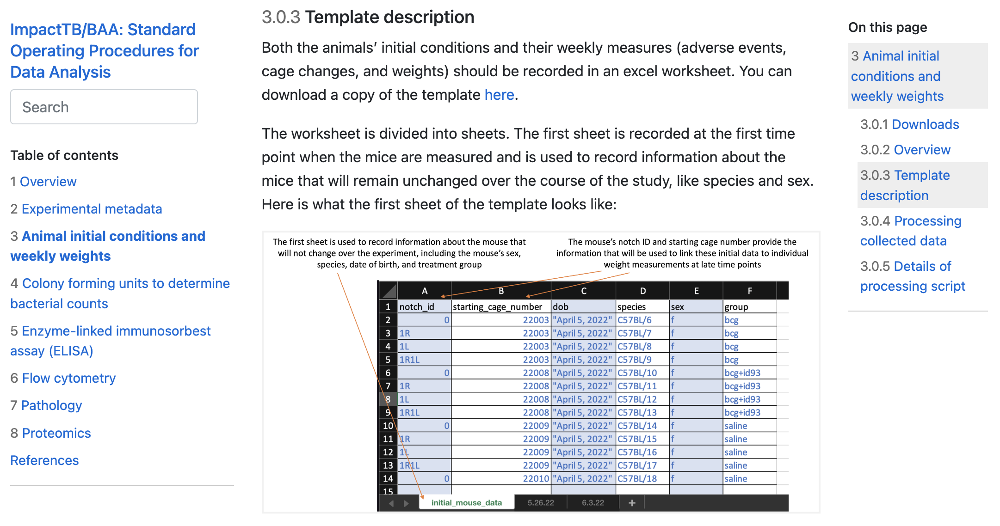 ImpactTB/BAA: Standard
Operating Procedures for
Data Analysis
Search
Table of contents
1 Overview
2 Experimental metadata
3 Animal initial conditions and
weekly weights
4 Colony forming units to determine
bacterial counts
5 Enzyme-linked immunosorbest
assay (ELISA)
6 Flow cytometry
7 Pathology
8 Proteomics
References
3.0.3 Template description
Both the animals’ initial conditions and their weekly measures (adverse events,
cage changes, and weights) should be recorded in an excel worksheet. You can
download a copy of the template here.
The worksheet is divided into sheets. The first sheet is recorded at the first time
point when the mice are measured and is used to record information about the
mice that will remain unchanged over the course of the study, like species and sex.
Here is what the first sheet of the template looks like:
The first sheet is used to record information about the mouse that
will not change over the experiment, including the mouse’s sex,
species, date of birth, and treatment group
The mouse’s notch ID and starting cage number provide the
information that will be used to link these initial data to individual
weight measurements at late time points
A B C D E F
1 notch_id starting_cage_number dob species sex group
2 0 22003 "April 5, 2022" C57BL/6 f bcg
3 1R 22003 "April 5, 2022" C57BL/7 f bcg
4 1L 22003 "April 5, 2022" C57BL/8 f bcg
5 1R1L 22003 "April 5, 2022" C57BL/9 f bcg
6 0 22008 "April 5, 2022" C57BL/10 f bcg+id93
7 1R 22008 "April 5, 2022" C57BL/11 f bcg+id93
8 1L 22008 "April 5, 2022" C57BL/12 f bcg+id93
9 1R1L 22008 "April 5, 2022" C57BL/13 f bcg+id93
10 0 22009 "April 5, 2022" C57BL/14 f saline
11 1R 22009 "April 5, 2022" C57BL/15 f saline
12 1L 22009 "April 5, 2022" C57BL/16 f saline
13 1R1L 22009 "April 5, 2022" C57BL/17 f saline
14 0 22010 "April 5, 2022" C57BL/18 f saline
15
initial_mouse_data 5.26.22 6.3.22 +
On this page
3 Animal initial
conditions and
weekly weights
3.0.1 Downloads
3.0.2 Overview
3.0.3 Template
description
3.0.4 Processing
collected data
3.0.5 Details of
processing script